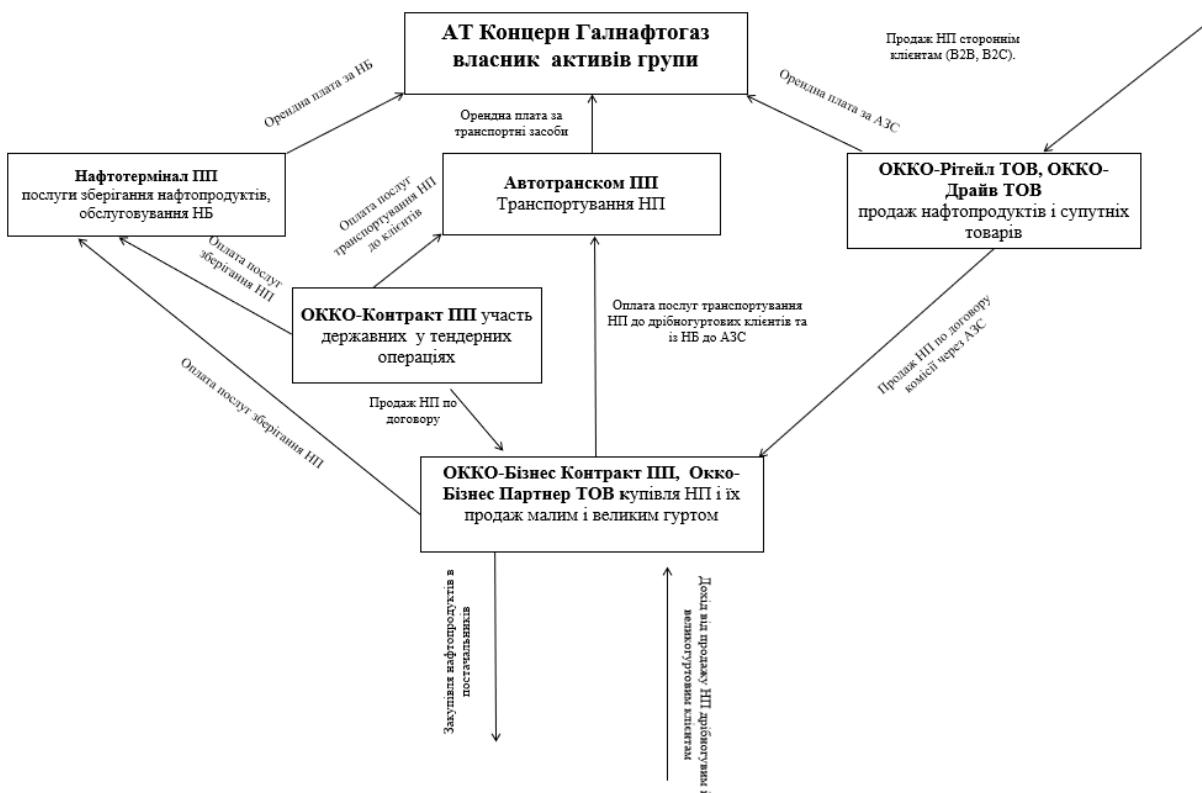 АТ Концерн Галнафтогаз
власник активів групи
Продаж НП стороннім
клієнтам (B2B, B2C).
Орендна плата за НБ
Орендна плата за
транспортні засоби
Орендна плата за АЗС
Нафтотермінал ПП
послуги зберігання нафтопродуктів,
обслуговування НБ
Автотранском ПП
Транспортування НП
ОККО-Рітейл ТОВ, ОККО-
Драйв ТОВ
продаж нафтопродуктів і супутніх
товарів
Оплата послуг
транспортування НП
до клієнтів
Оплата послуг
зберігання НП
ОККО-Контракт ПП участь
державних у тендерних
операціях
Оплата послуг транспортування
НП до дрібногуртових клієнтів та
із НБ до АЗС
Продаж НП по договору
комісії через АЗС
Оплата послуг зберігання НП
Продаж НП по
договору
ОККО-Бізнес Контракт ПП, Окко-
Бізнес Партнер ТОВ купівля НП і їх
продаж малим і великим гуртом
Закупівля нафтопродуктів в
постачальників
Дохід від продажу НП дрібногувим і
великогуртовим клієнтам